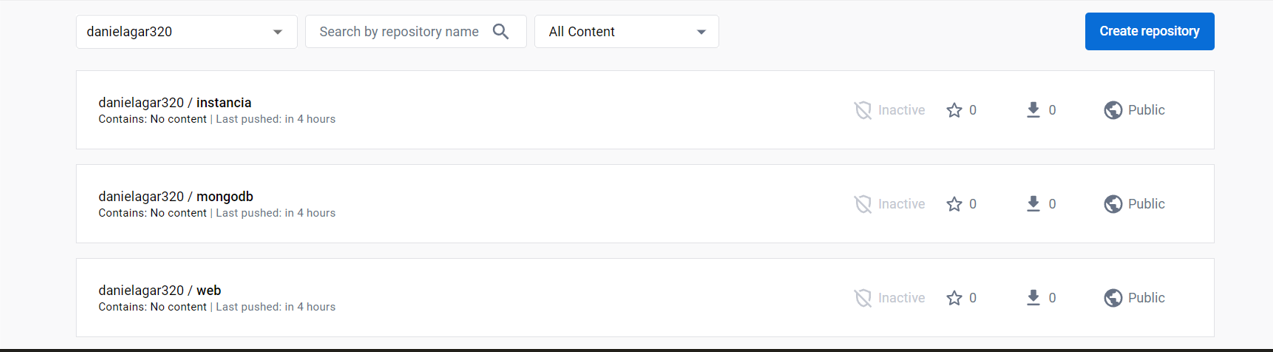 danielagar320 Search by repository name All Content Create repository
danielagar320 / instancia
Contains: No content | Last pushed: in 4 hours
Inactive 0 0 Public
danielagar320 / mongodb
Contains: No content | Last pushed: in 4 hours
Inactive 0 0 Public
danielagar320 / web
Contains: No content | Last pushed: in 4 hours
Inactive 0 0 Public